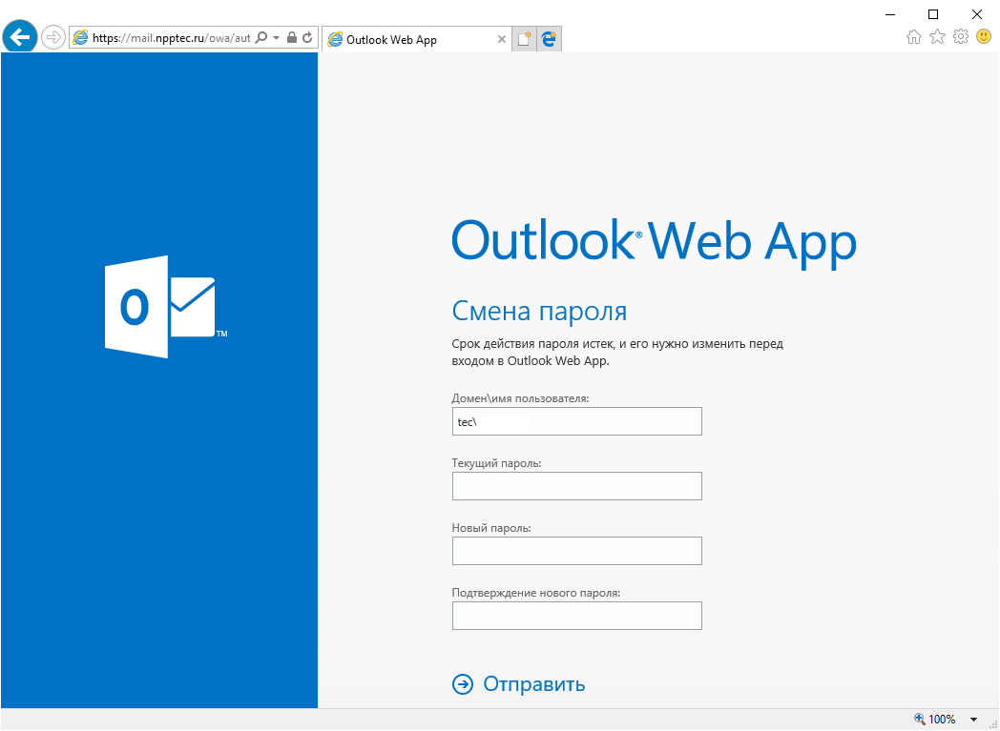 https://mail.npptec.ru/owa/aut
Outlook Web App
O
TM
Outlook® Web App
Смена пароля
Срок действия пароля истек, и его нужно изменить перед
входом в Outlook Web App.
Домен\имя пользователя:
tec\
Текущий пароль:
Новый пароль:
Подтверждение нового пароля:
Отправить
100%